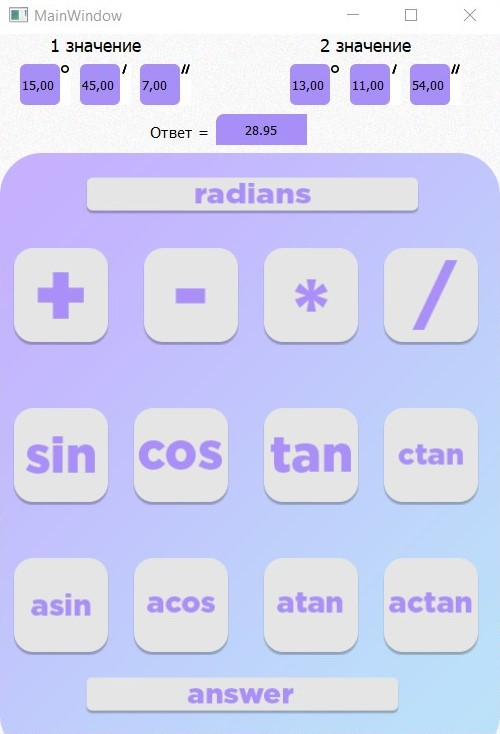 MainWindow
1 значение 2 значение
15,00 ° 45,00 ′ 7,00 ″ 13,00 ° 11,00 ′ 54,00 ″
Ответ = 28.95
radians
+ - * /
sin cos tan ctan
asin acos atan actan
answer